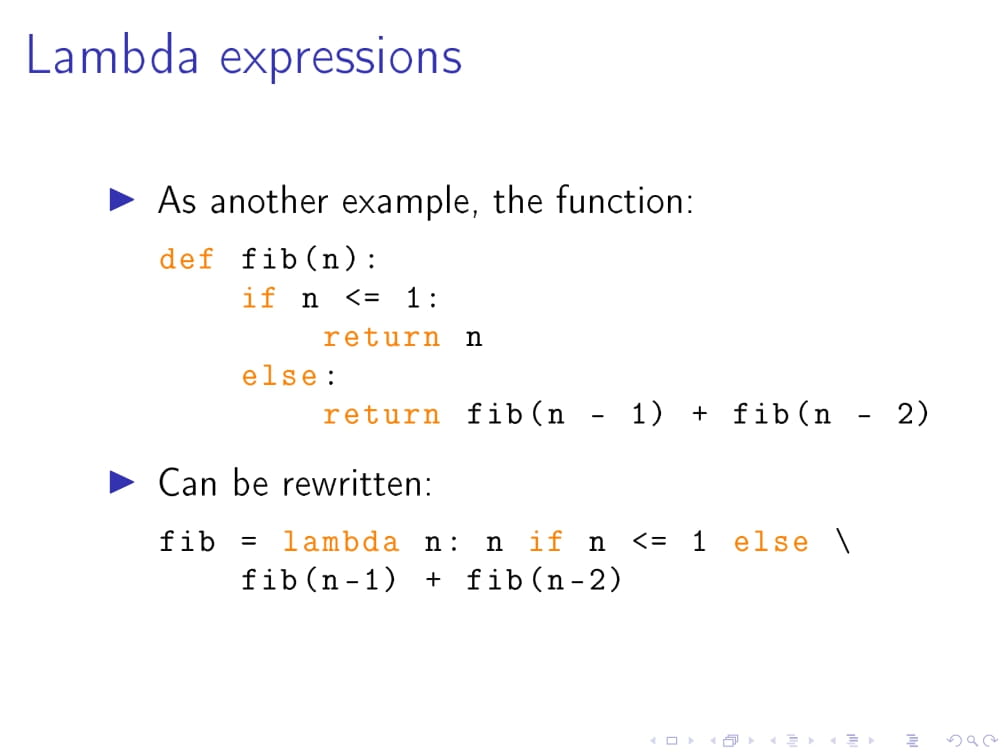 Lambda expressions
As another example, the function:
def fib(n):
    if n <= 1:
        return n
    else:
        return fib(n - 1) + fib(n - 2)
Can be rewritten:
fib = lambda n: n if n <= 1 else \
    fib(n-1) + fib(n-2)